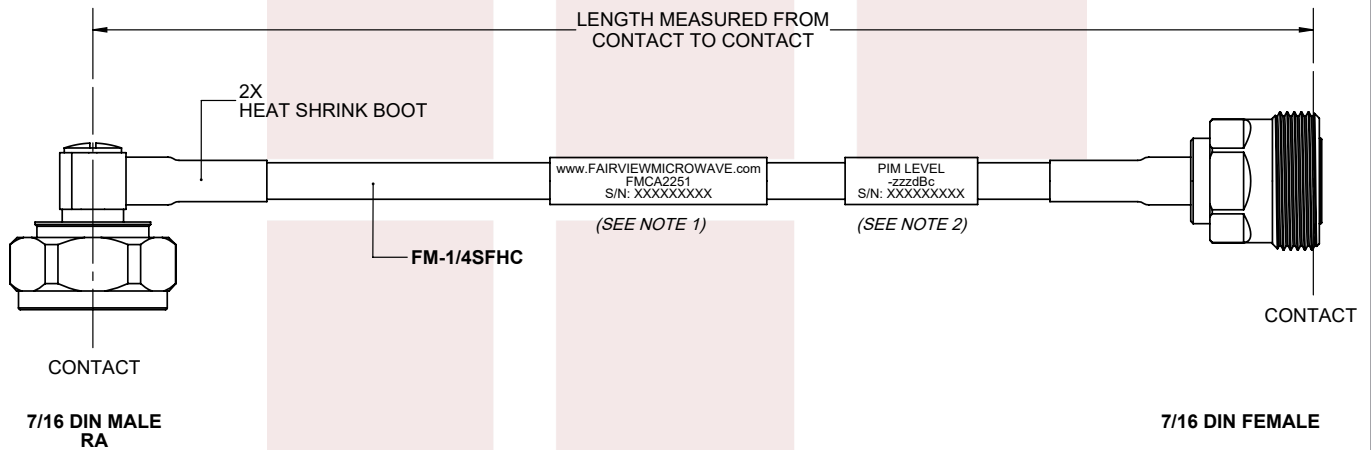 LENGTH MEASURED FROM
CONTACT TO CONTACT
2X
HEAT SHRINK BOOT
www.FAIRVIEWMICROWAVE.com
FMCA2251
S/N: XXXXXXXXX
PIM LEVEL
-zzzdBc
S/N: XXXXXXXXX
(SEE NOTE 1)
(SEE NOTE 2)
FM-1/4SFHC
CONTACT
CONTACT
7/16 DIN MALE
RA
7/16 DIN FEMALE